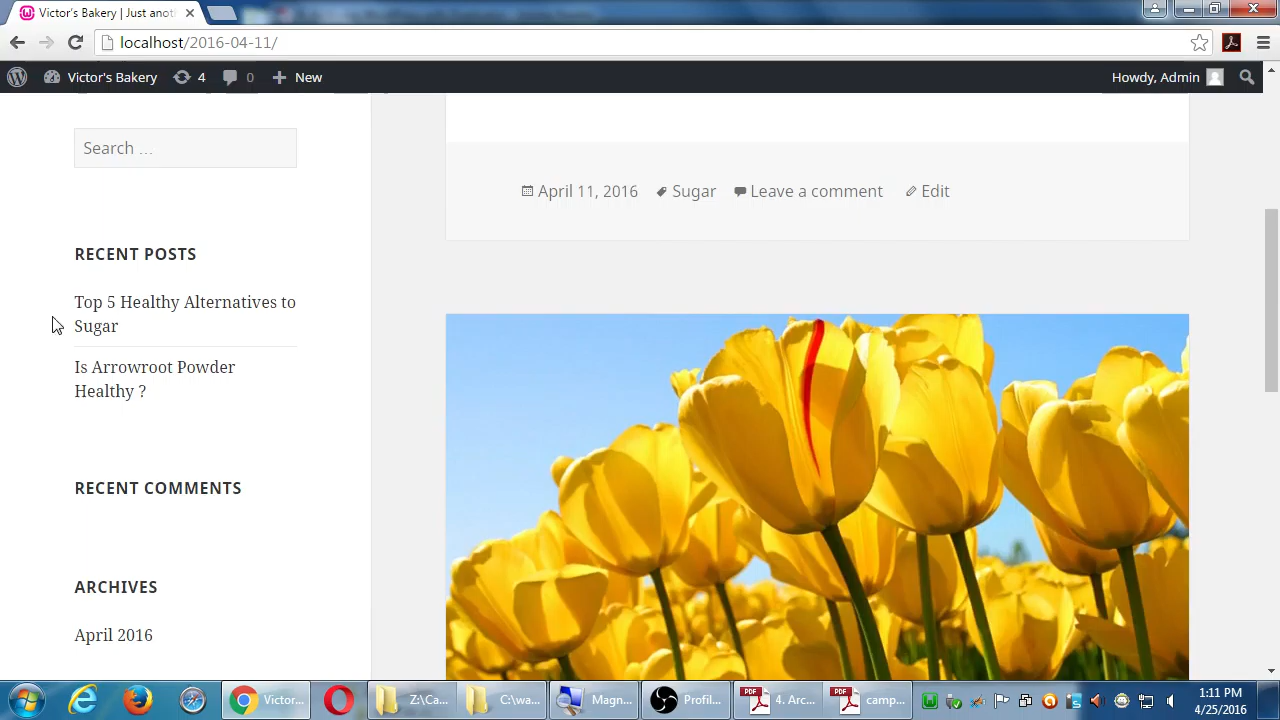 Victor's Bakery | Just anot
localhost/2016-04-11/
Victor's Bakery 4 0 New Howdy, Admin
Search …
April 11, 2016 Sugar Leave a comment Edit
RECENT POSTS
Top 5 Healthy Alternatives to
Sugar
Is Arrowroot Powder
Healthy ?
RECENT COMMENTS
ARCHIVES
April 2016
Victor... Z:\Ca... C:\wa... Magn... Profil... 4. Arc... camp...
1:11 PM
4/25/2016